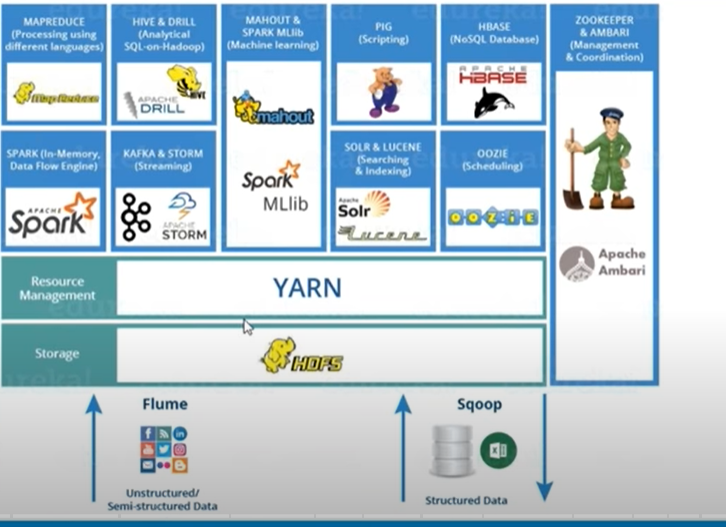 MAPREDUCE
(Processing using
different languages)
Map Reduce
HIVE & DRILL
(Analytical
SQL-on-Hadoop)
HIVE
APACHE
DRILL
MAHOUT &
SPARK MLlib
(Machine learning)
mahout
Spark
MLlib
PIG
(Scripting)
HBASE
(NoSQL Database)
APACHE
HBASE
ZOOKEEPER
& AMBARI
(Management
& Coordination)
Apache
Ambari
SPARK (In-Memory,
Data Flow Engine)
APACHE
Spark
KAFKA & STORM
(Streaming)
APACHE
STORM
SOLR & LUCENE
(Searching
& Indexing)
Apache
Solr
Lucene
OOZIE
(Scheduling)
OOZIE
Resource
Management
YARN
Storage
HDFS
Flume
Unstructured/
Semi-structured Data
Sqoop
Structured Data